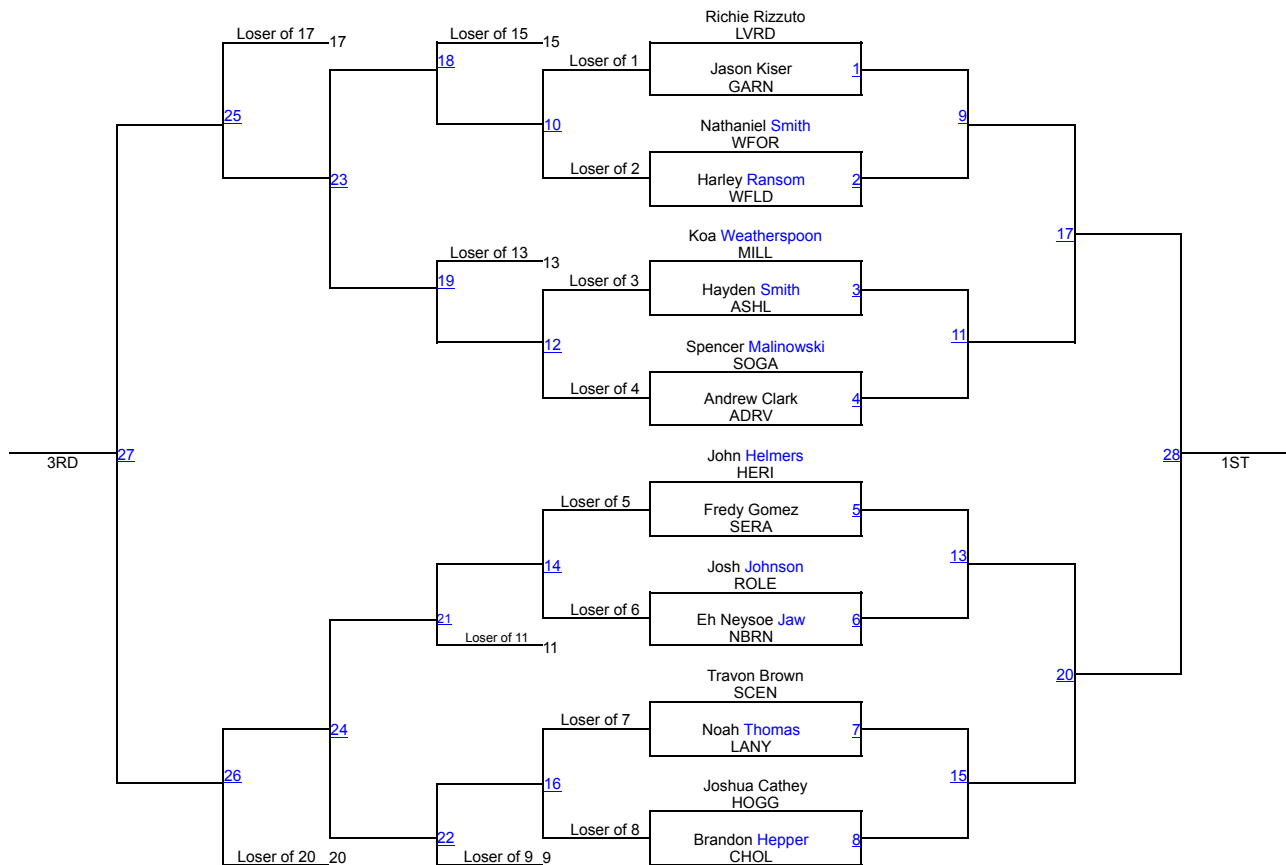 Richie Rizzuto
Loser of 17 17 Loser of 15 15 LVRD
18 Loser of 1 Jason Kiser 1
GARN
25 10 Nathaniel Smith 9
WFOR
23 Loser of 2 Harley Ransom 2
WFLD
Koa Weatherspoon 17
Loser of 13 13 MILL
19 Loser of 3 Hayden Smith 3
ASHL
12 Spencer Malinowski 11
SOGA
Loser of 4 Andrew Clark 4
ADRV
3RD 27 John Helmers 28 1ST
HERI
Loser of 5 Fredy Gomez 5
SERA
14 Josh Johnson 13
ROLE
21 Loser of 6 Eh Neysoe Jaw 6
Loser of 11 11 NBRN
Travon Brown 20
SCEN
24 Loser of 7 Noah Thomas 7
LANY
26 16 Joshua Cathey 15
HOGG
22 Loser of 8 Brandon Hepper 8
Loser of 20 20 Loser of 9 9 CHOL